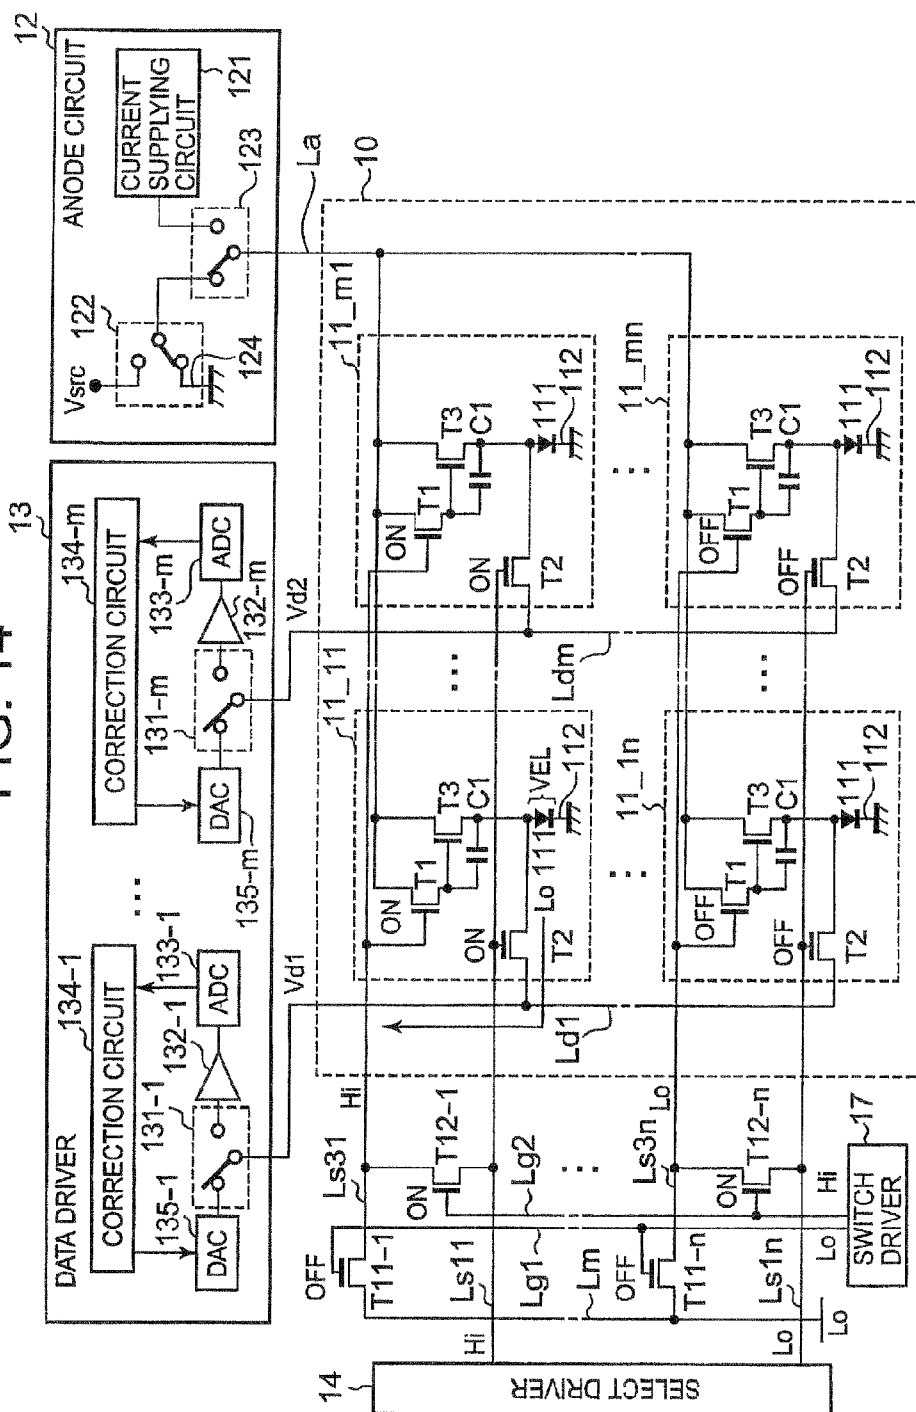 FIG. 14
13
DATA DRIVER
134-1
CORRECTION CIRCUIT
135-1
DAC
131-1
132-1
133-1
ADC
...
134-m
CORRECTION CIRCUIT
DAC
135-m
131-m
132-m
133-m
ADC
12
ANODE CIRCUIT
Vsrc
122
124
CURRENT
SUPPLYING
CIRCUIT
121
123
La
10
Vd1
Vd2
11_11
11_m1
Hi
Ls31
OFF
T11-1
ON
T12-1
Lg2
Ls11
Hi
Lg1
Lm
ON
T1
T3
C1
ON
T2
Lo
111
VEL
112
...
ON
T1
T3
C1
ON
T2
111
112
Ld1
Ldm
...
...
...
11_1n
11_mn
Lo
Ls3n
OFF
T11-n
ON
T12-n
Ls1n
Lo
Lo
OFF
T1
T3
C1
OFF
T2
111
112
...
OFF
T1
T3
C1
OFF
T2
111
112
14
SELECT DRIVER
Lo
Hi
SWITCH
DRIVER
17